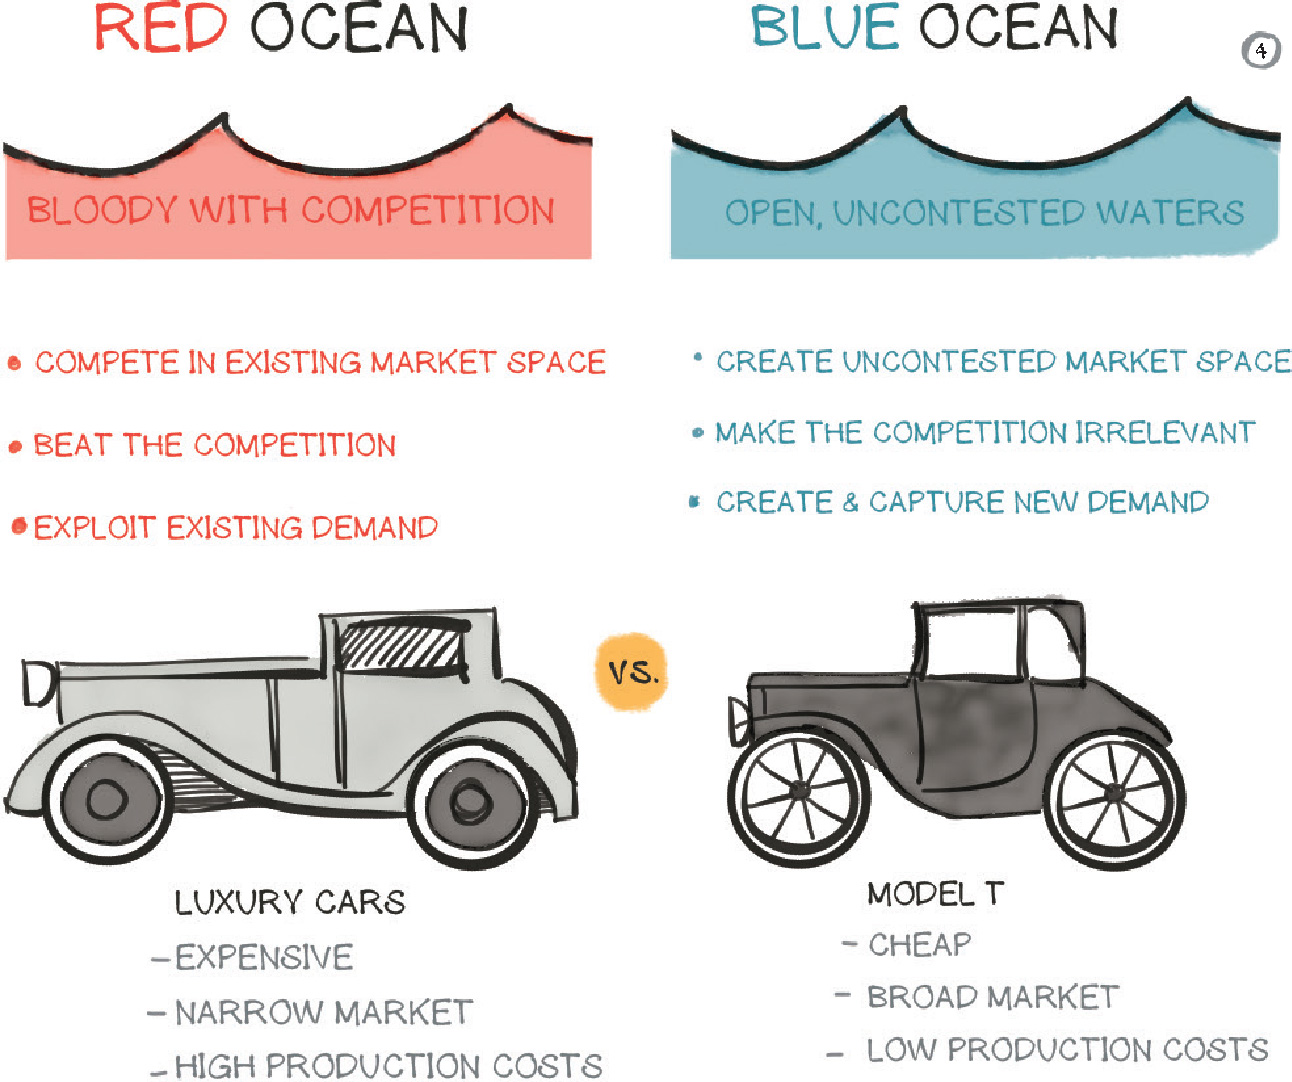 RED OCEAN
BLOODY WITH COMPETITION
• COMPETE IN EXISTING MARKET SPACE
• BEAT THE COMPETITION
• EXPLOIT EXISTING DEMAND
LUXURY CARS
– EXPENSIVE
– NARROW MARKET
– HIGH PRODUCTION COSTS
VS.
BLUE OCEAN
4
OPEN, UNCONTESTED WATERS
• CREATE UNCONTESTED MARKET SPACE
• MAKE THE COMPETITION IRRELEVANT
• CREATE & CAPTURE NEW DEMAND
MODEL T
– CHEAP
– BROAD MARKET
– LOW PRODUCTION COSTS